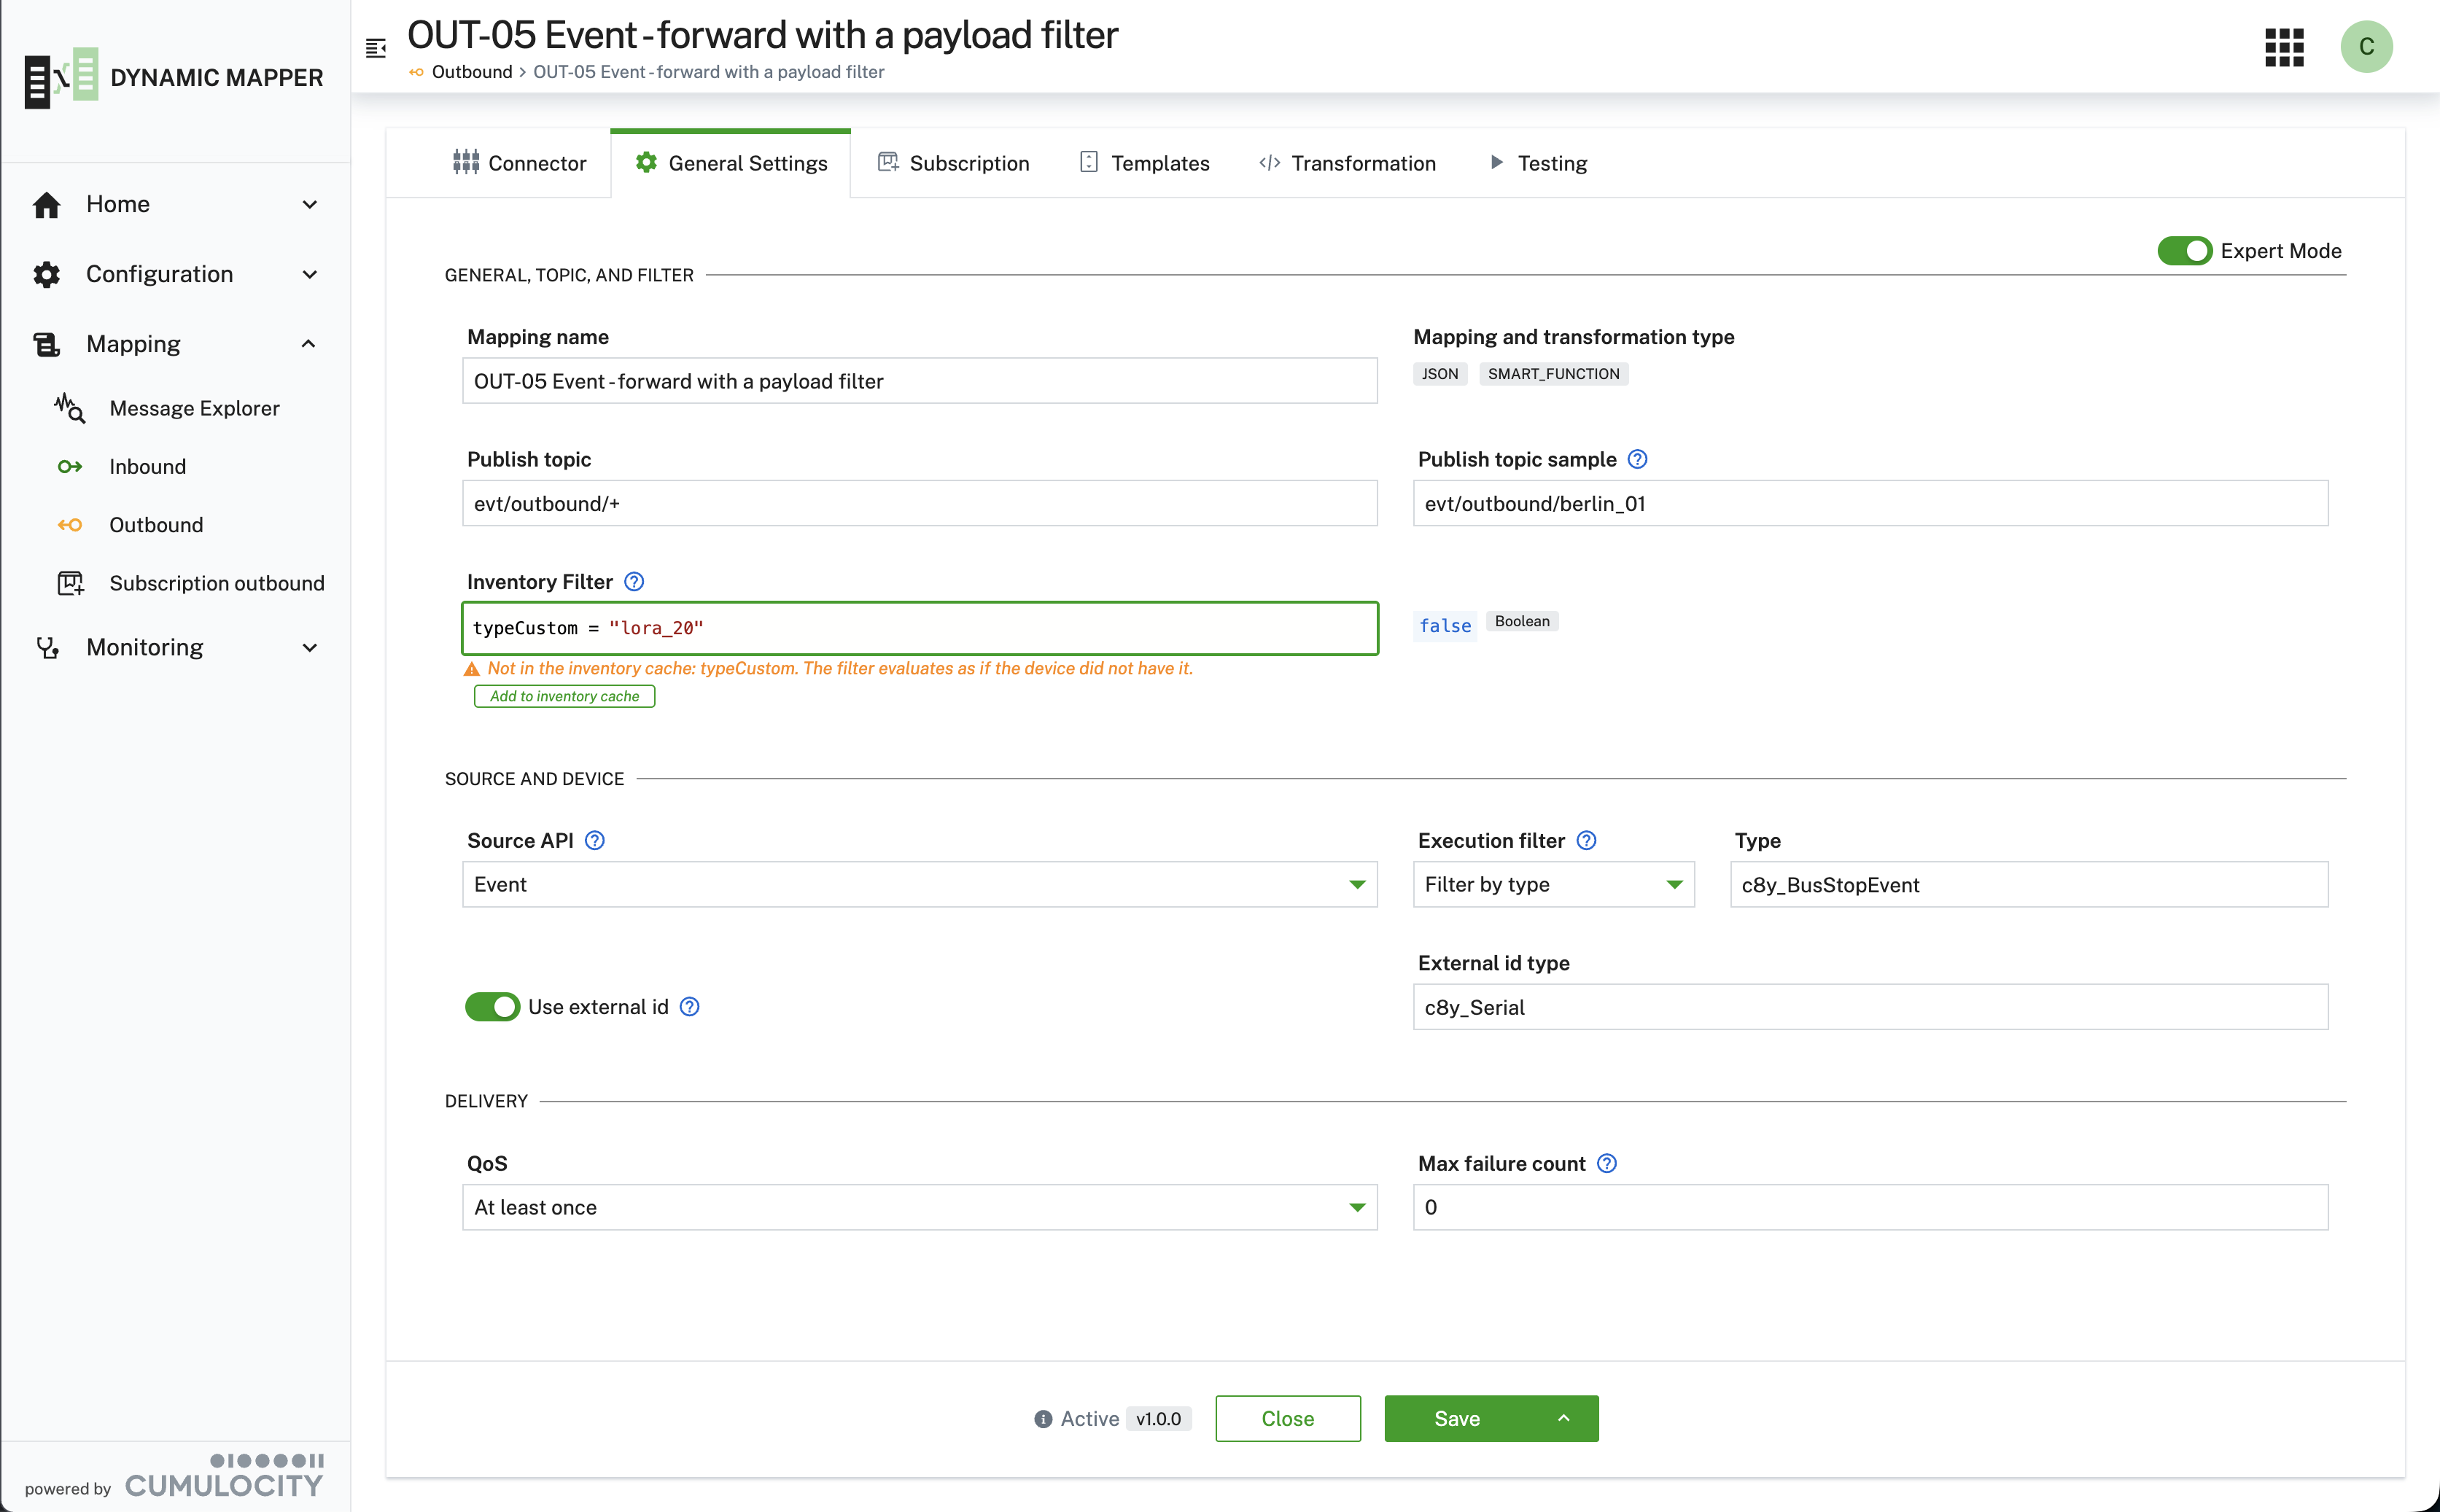 OUT-05 Event - forward with a payload filter
C
DYNAMIC MAPPER
Outbound > OUT-05 Event - forward with a payload filter
Connector
General Settings
Subscription
Templates
Transformation
Testing
Home
Configuration
Mapping
Message Explorer
Inbound
Outbound
Subscription outbound
Monitoring
Expert Mode
GENERAL, TOPIC, AND FILTER
Mapping name
Mapping and transformation type
OUT-05 Event - forward with a payload filter
JSON SMART_FUNCTION
Publish topic
Publish topic sample
evt/outbound/+
evt/outbound/berlin_01
Inventory Filter
typeCustom = "lora_20"
false Boolean
Not in the inventory cache: typeCustom. The filter evaluates as if the device did not have it.
Add to inventory cache
SOURCE AND DEVICE
Source API
Execution filter
Type
Event
Filter by type
c8y_BusStopEvent
External id type
Use external id
c8y_Serial
DELIVERY
QoS
Max failure count
At least once
0
Active v1.0.0
Close
Save
powered by CUMULOCITY